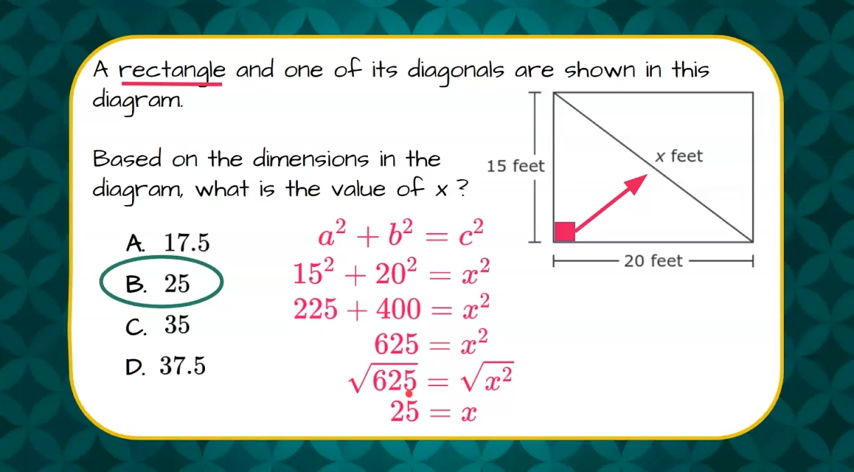 A rectangle and one of its diagonals are shown in this
diagram.
15 feet
x feet
20 feet
Based on the dimensions in the
diagram, what is the value of x ?
A. 17.5
B. 25
C. 35
D. 37.5
a² + b² = c²
15² + 20² = x²
225 + 400 = x²
625 = x²
√625 = √x²
25 = x